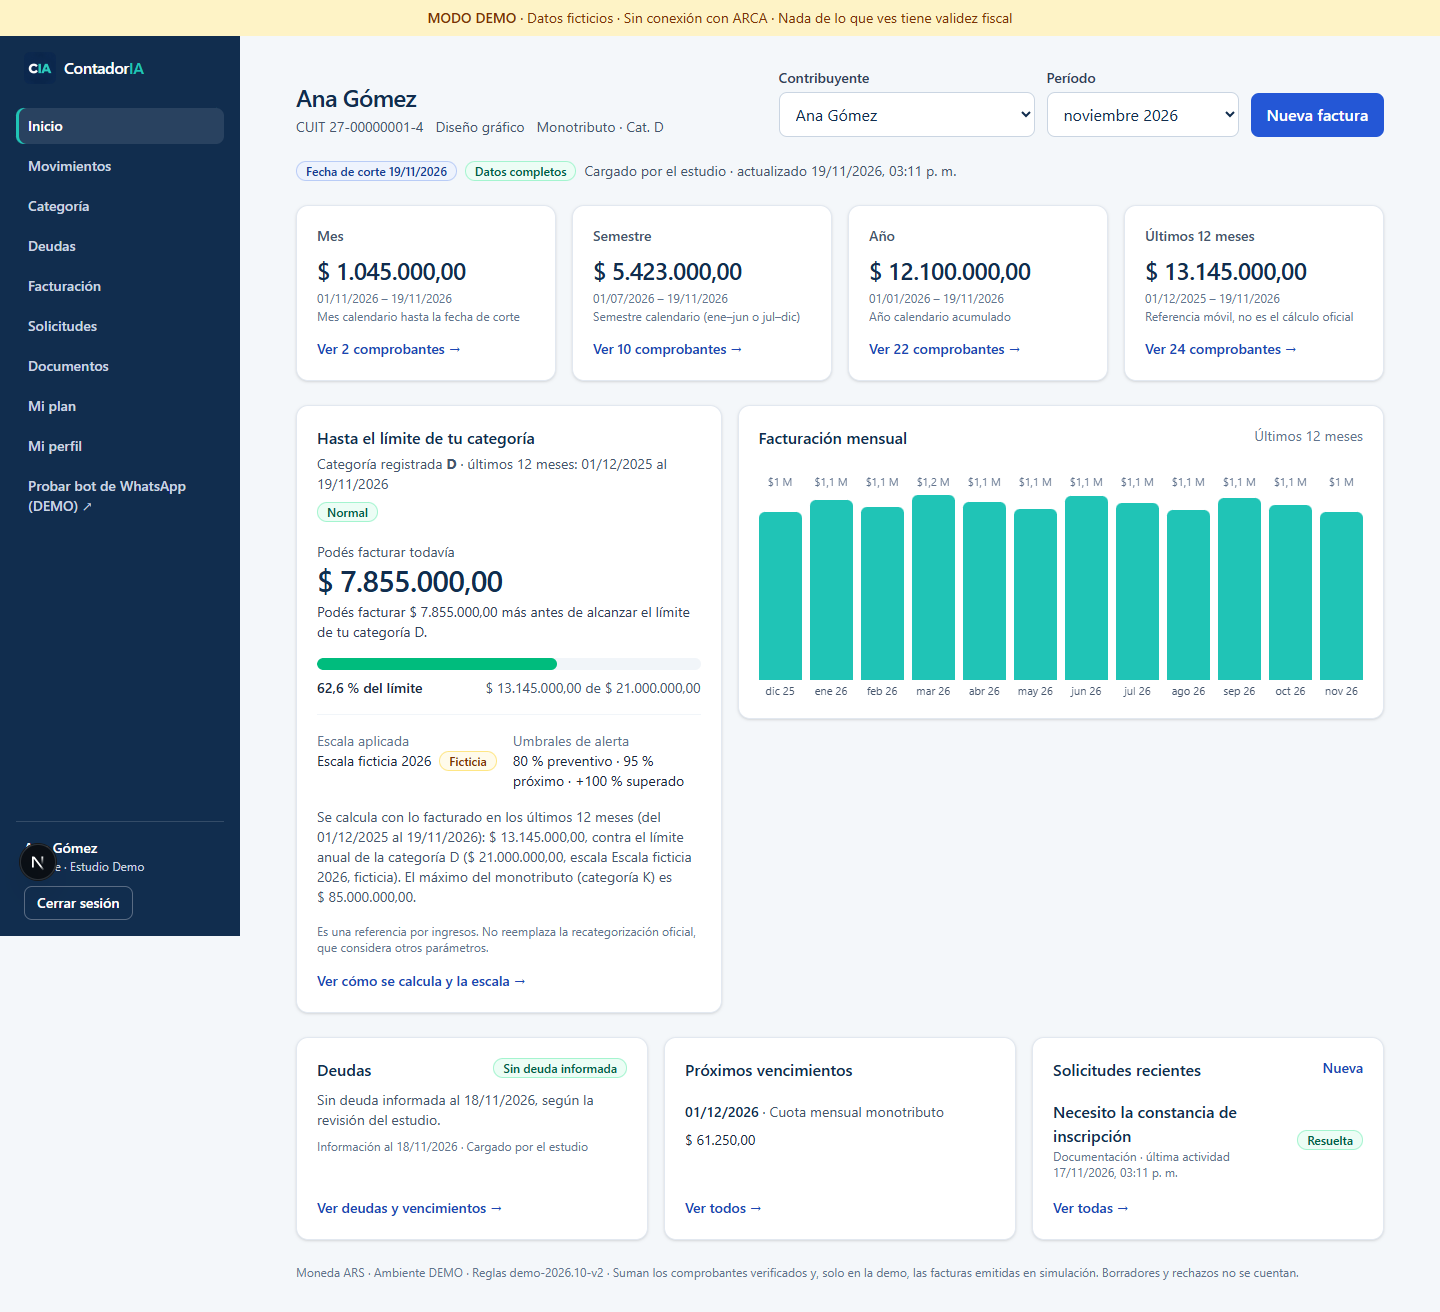 MODO DEMO · Datos ficticios · Sin conexión con ARCA · Nada de lo que ves tiene validez fiscal
CIA ContadorIA
Inicio
Movimientos
Categoría
Deudas
Facturación
Solicitudes
Documentos
Mi plan
Mi perfil
Probar bot de WhatsApp
(DEMO) ↗
Gómez
e · Estudio Demo
N
Cerrar sesión
Ana Gómez
CUIT 27-00000001-4 Diseño gráfico Monotributo · Cat. D
Contribuyente
Ana Gómez
Período
noviembre 2026
Nueva factura
Fecha de corte 19/11/2026 Datos completos Cargado por el estudio · actualizado 19/11/2026, 03:11 p. m.
Mes
$ 1.045.000,00
01/11/2026 – 19/11/2026
Mes calendario hasta la fecha de corte
Ver 2 comprobantes →
Semestre
$ 5.423.000,00
01/07/2026 – 19/11/2026
Semestre calendario (ene–jun o jul–dic)
Ver 10 comprobantes →
Año
$ 12.100.000,00
01/01/2026 – 19/11/2026
Año calendario acumulado
Ver 22 comprobantes →
Últimos 12 meses
$ 13.145.000,00
01/12/2025 – 19/11/2026
Referencia móvil, no es el cálculo oficial
Ver 24 comprobantes →
Hasta el límite de tu categoría
Categoría registrada D · últimos 12 meses: 01/12/2025 al
19/11/2026
Normal
Podés facturar todavía
$ 7.855.000,00
Podés facturar $ 7.855.000,00 más antes de alcanzar el límite
de tu categoría D.
62,6 % del límite $ 13.145.000,00 de $ 21.000.000,00
Escala aplicada
Escala ficticia 2026 Ficticia
Umbrales de alerta
80 % preventivo · 95 %
próximo · +100 % superado
Se calcula con lo facturado en los últimos 12 meses (del
01/12/2025 al 19/11/2026): $ 13.145.000,00, contra el límite
anual de la categoría D ($ 21.000.000,00, escala Escala ficticia
2026, ficticia). El máximo del monotributo (categoría K) es
$ 85.000.000,00.
Es una referencia por ingresos. No reemplaza la recategorización oficial,
que considera otros parámetros.
Ver cómo se calcula y la escala →
Facturación mensual Últimos 12 meses
$1 M $1,1 M $1,1 M $1,2 M $1,1 M $1,1 M $1,1 M $1,1 M $1,1 M $1,1 M $1,1 M $1 M
dic 25 ene 26 feb 26 mar 26 abr 26 may 26 jun 26 jul 26 ago 26 sep 26 oct 26 nov 26
Deudas Sin deuda informada
Sin deuda informada al 18/11/2026, según la
revisión del estudio.
Información al 18/11/2026 · Cargado por el estudio
Ver deudas y vencimientos →
Próximos vencimientos
01/12/2026 · Cuota mensual monotributo
$ 61.250,00
Ver todos →
Solicitudes recientes Nueva
Necesito la constancia de
inscripción
Resuelta
Documentación · última actividad
17/11/2026, 03:11 p. m.
Ver todas →
Moneda ARS · Ambiente DEMO · Reglas demo-2026.10-v2 · Suman los comprobantes verificados y, solo en la demo, las facturas emitidas en simulación. Borradores y rechazos no se cuentan.